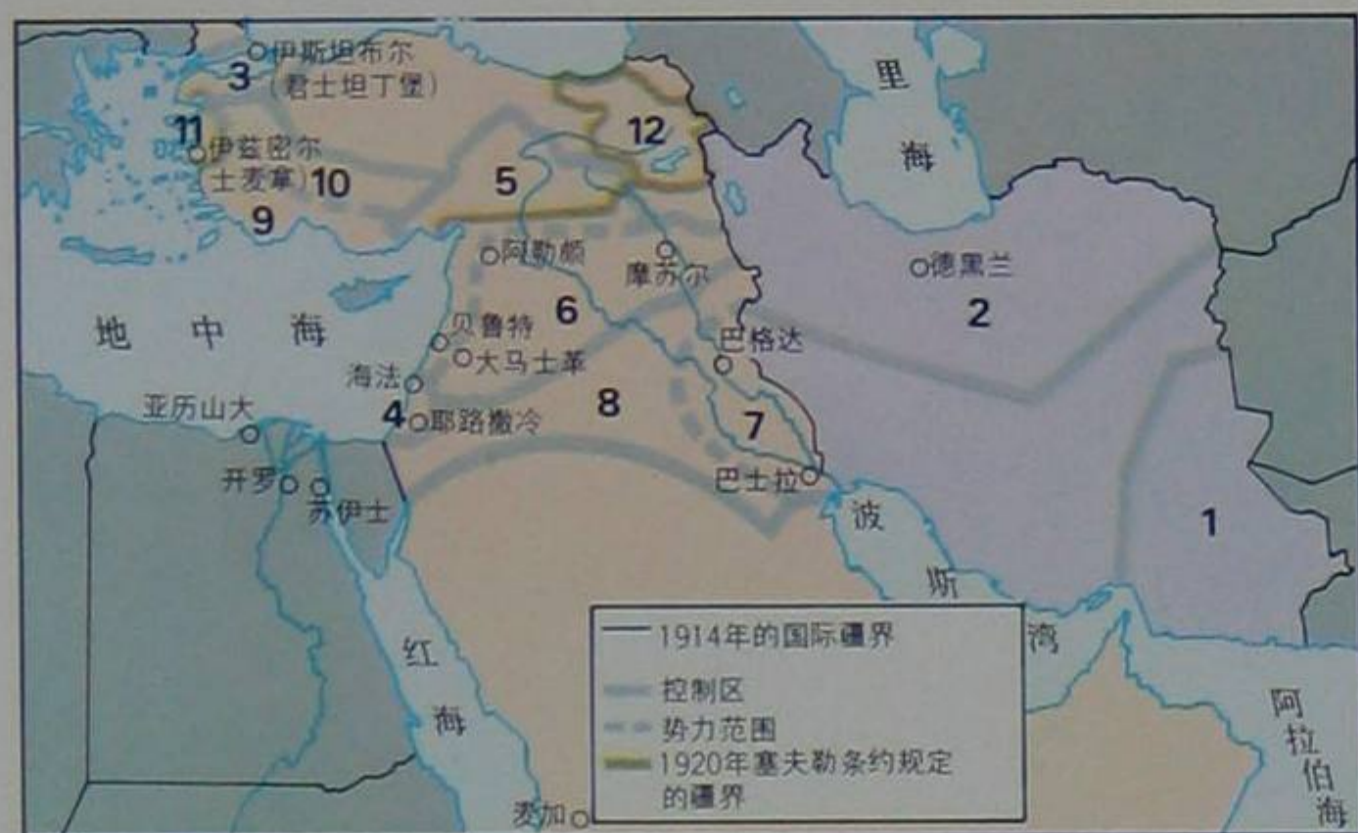 伊斯坦布尔
（君士坦丁堡）
3
里
海
11
12
伊兹密尔
（士麦拿）
10
5
9
阿勒颇
摩苏尔
德黑兰
2
6
地中海
贝鲁特
大马士革
巴格达
海法
亚历山大
4
耶路撒冷
8
7
开罗
苏伊士
巴士拉
波
斯
湾
1
红
海
1914年的国际疆界
控制区
势力范围
1920年塞夫勒条约规定
的疆界
阿
拉
伯
海
麦加